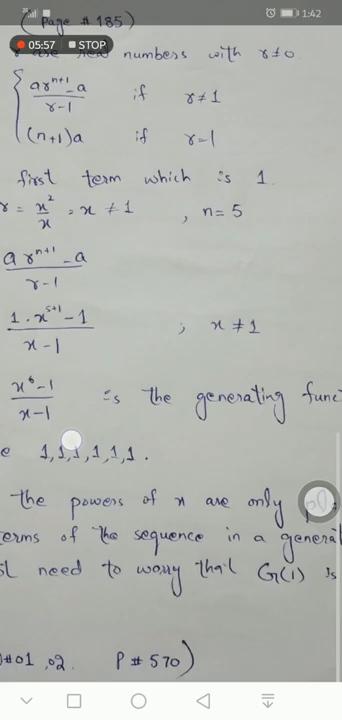 1:42
(Page # 185)
05:57 STOP
are real numbers with r≠0
ar^{n+1} - a / r-1 if r≠1
(n+1)a if r=1
first term which is 1.
r = x²/x = x ≠ 1 , n=5
ar^{n+1} - a / r-1
1·x^{5+1} - 1 / x-1 ; x≠1
x⁶-1 / x-1 is the generating func
e 1,1,1,1,1,1.
the powers of x are only
terms of the sequence in a general
need to worry that G(1) is
#01,02. P # 570)